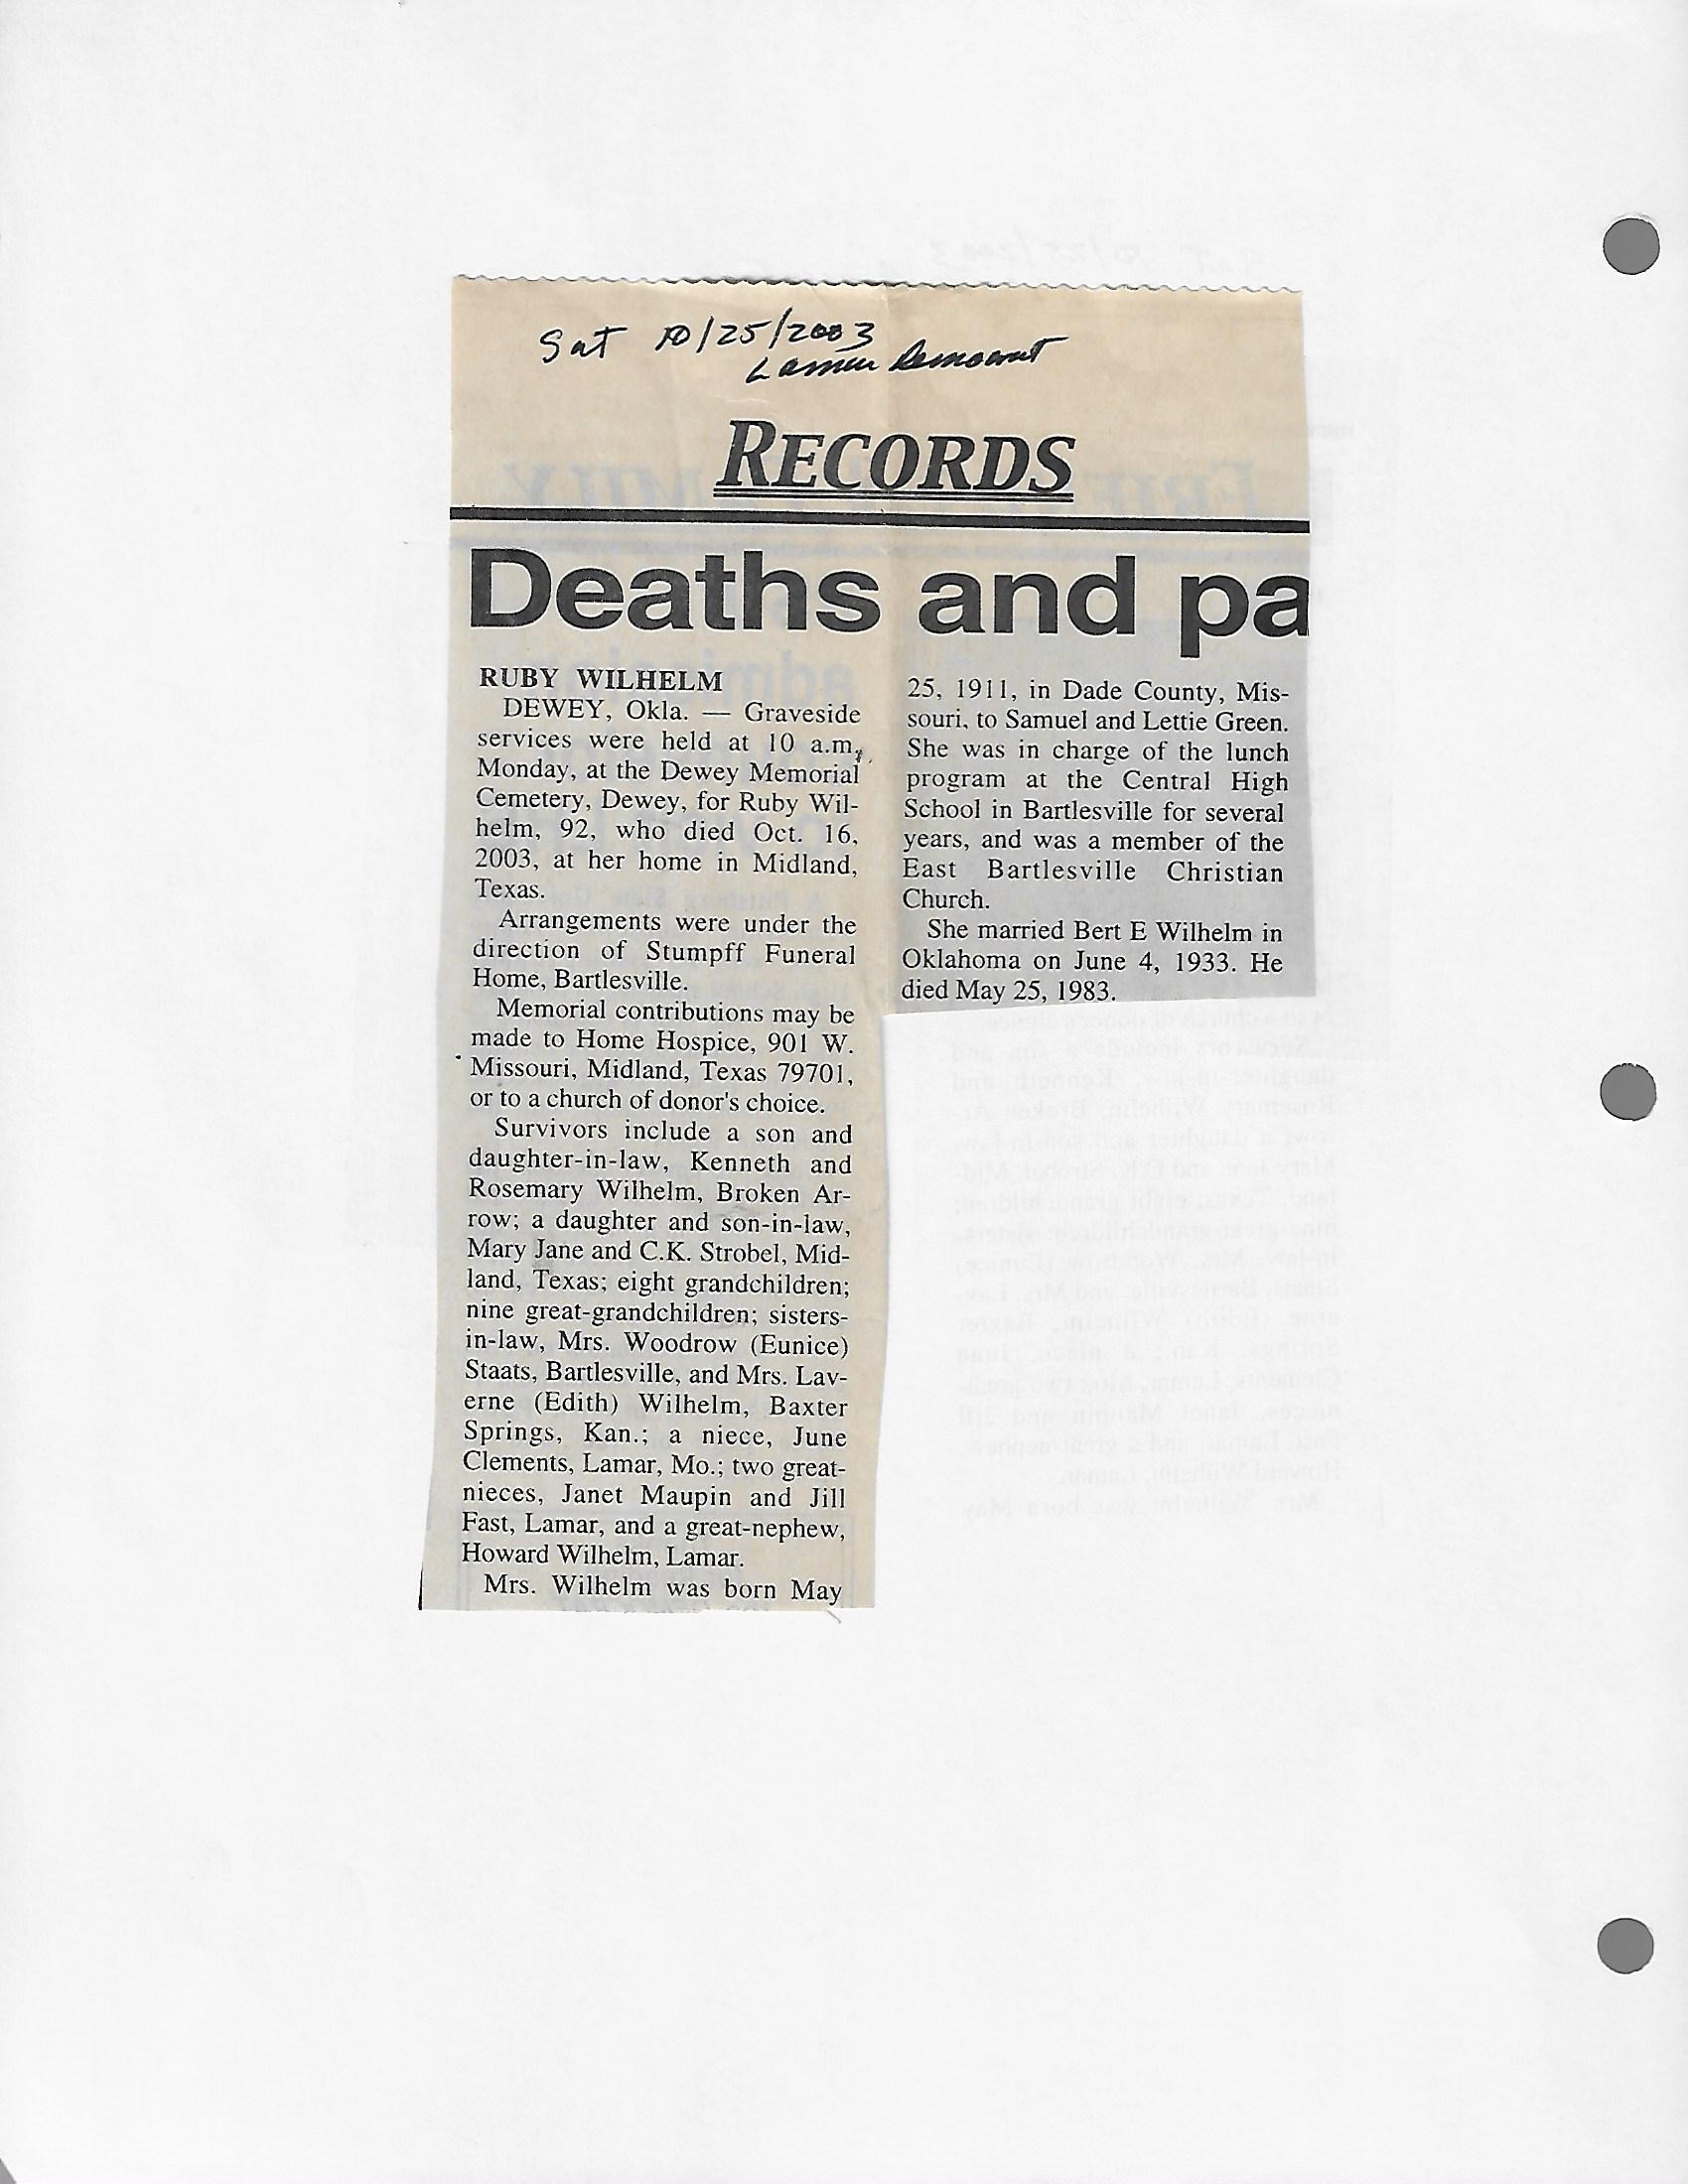 Sat 10/25/2003
Lamar Democrat
RECORDS
Deaths and pa
RUBY WILHELM
DEWEY, Okla. — Graveside
services were held at 10 a.m.,
Monday, at the Dewey Memorial
Cemetery, Dewey, for Ruby Wil-
helm, 92, who died Oct. 16,
2003, at her home in Midland,
Texas.
Arrangements were under the
direction of Stumpff Funeral
Home, Bartlesville.
Memorial contributions may be
made to Home Hospice, 901 W.
Missouri, Midland, Texas 79701,
or to a church of donor's choice.
Survivors include a son and
daughter-in-law, Kenneth and
Rosemary Wilhelm, Broken Ar-
row; a daughter and son-in-law,
Mary Jane and C.K. Strobel, Mid-
land, Texas; eight grandchildren;
nine great-grandchildren; sisters-
in-law, Mrs. Woodrow (Eunice)
Staats, Bartlesville, and Mrs. Lav-
erne (Edith) Wilhelm, Baxter
Springs, Kan.; a niece, June
Clements, Lamar, Mo.; two great-
nieces, Janet Maupin and Jill
Fast, Lamar, and a great-nephew,
Howard Wilhelm, Lamar.
Mrs. Wilhelm was born May
25, 1911, in Dade County, Mis-
souri, to Samuel and Lettie Green.
She was in charge of the lunch
program at the Central High
School in Bartlesville for several
years, and was a member of the
East Bartlesville Christian
Church.
She married Bert E Wilhelm in
Oklahoma on June 4, 1933. He
died May 25, 1983.